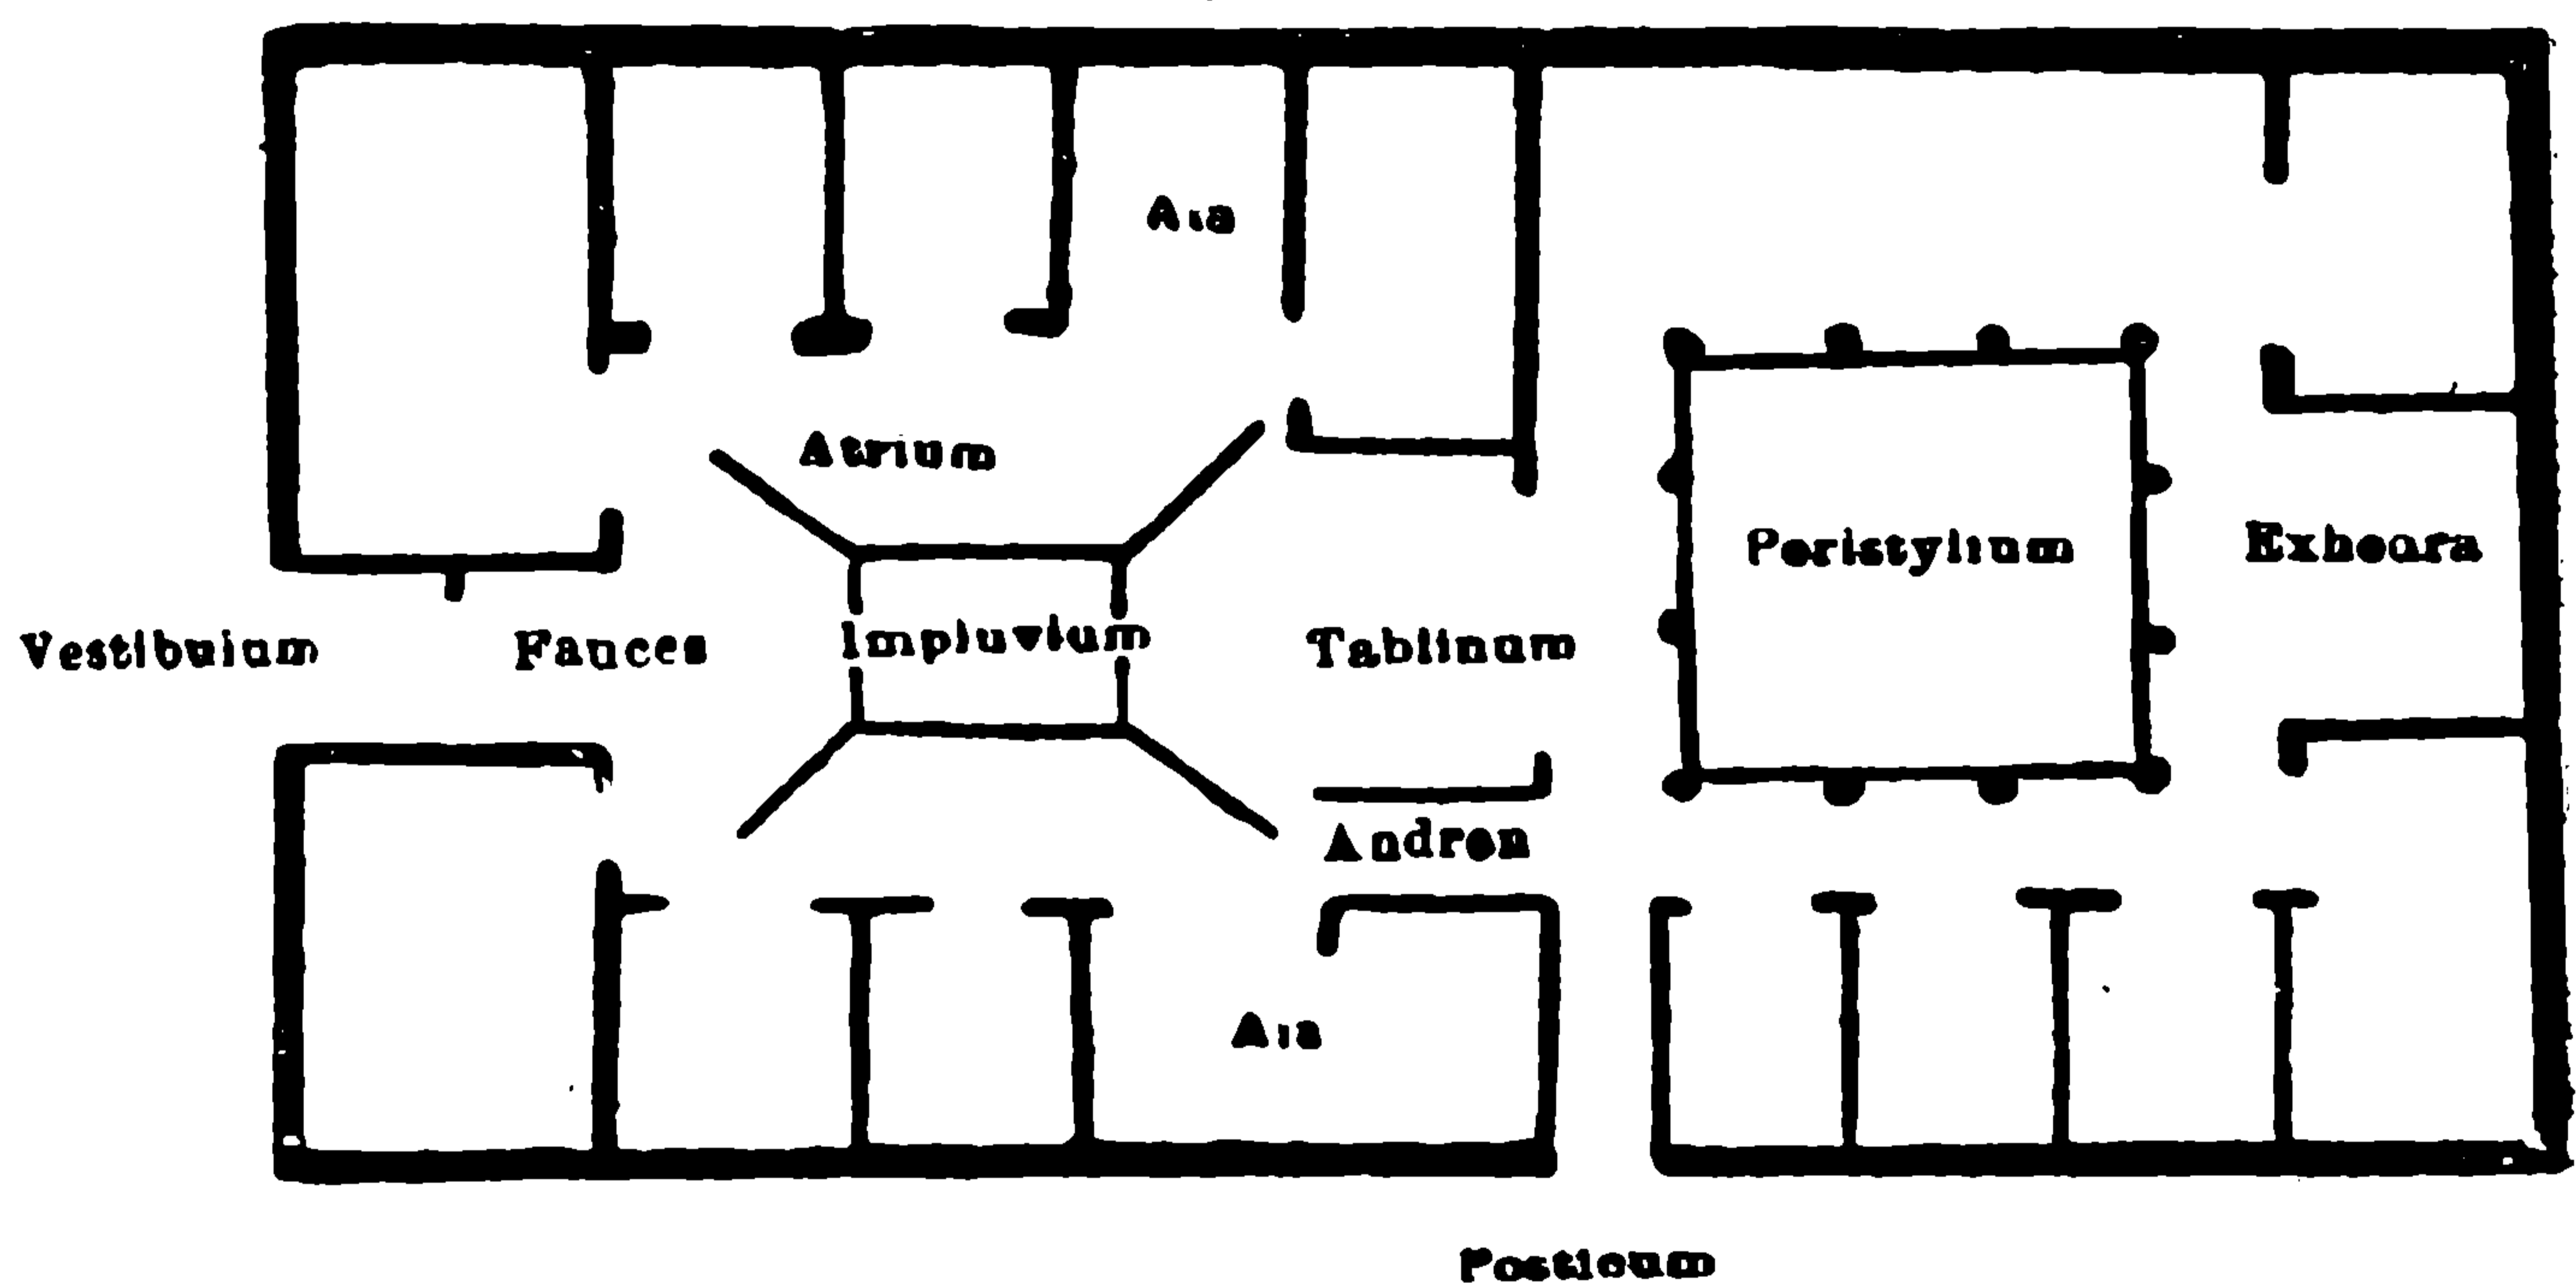 Ala
Atrium
Peristylium
Exhedra
Vestibulum
Fauces
Impluvium
Tablinum
Andron
Ala
Posticum